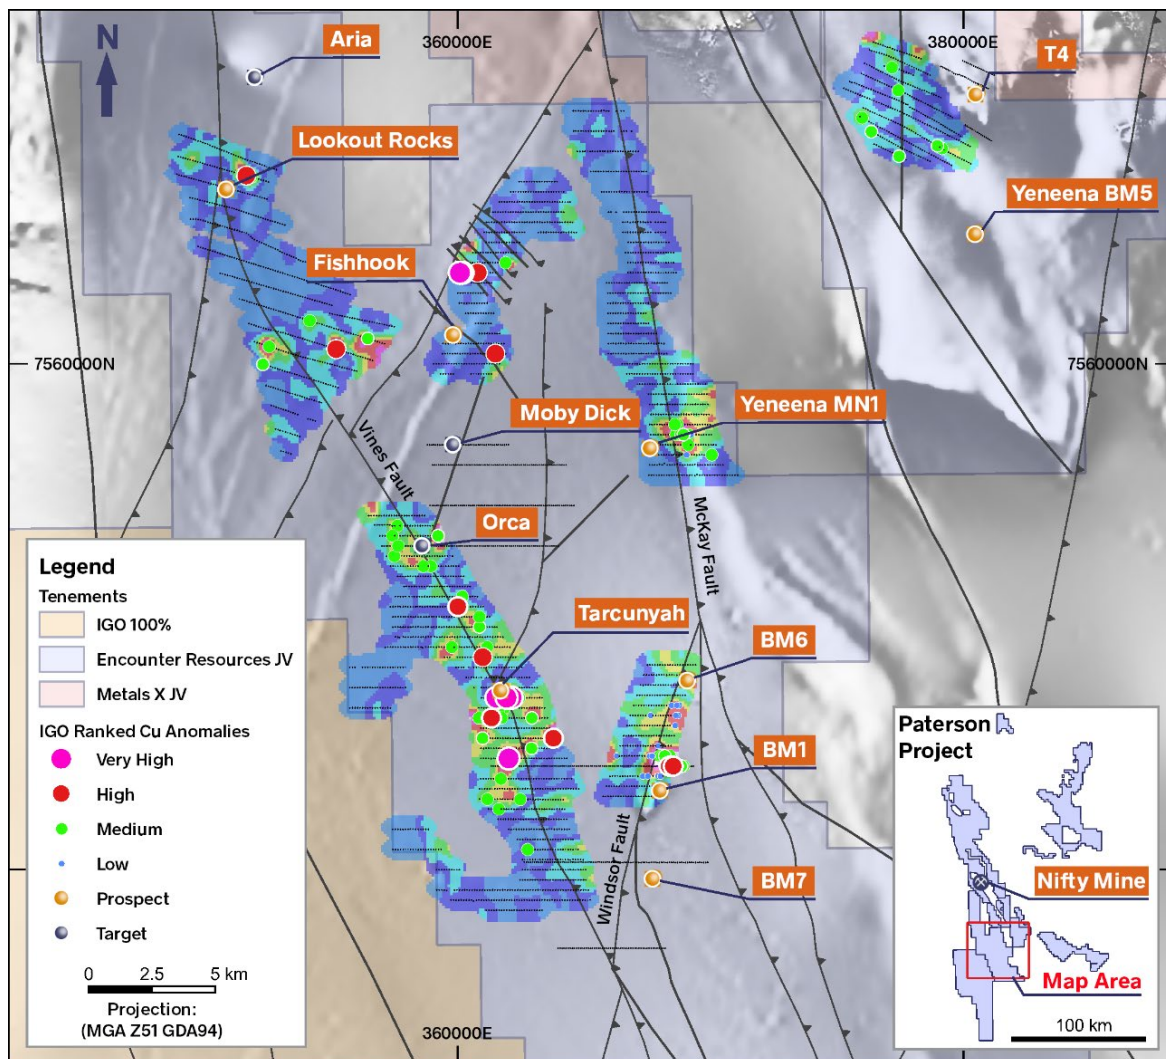 N
Aria
360000E
380000E
T4
Lookout Rocks
Yeneena BM5
Fishhook
7560000N
7560000N
Moby Dick
Yeneena MN1
Vines Fault
McKay Fault
Orca
Tarcunyah
BM6
BM1
Windsor Fault
BM7
360000E
Legend
Tenements
IGO 100%
Encounter Resources JV
Metals X JV
IGO Ranked Cu Anomalies
Very High
High
Medium
Low
Prospect
Target
0 2.5 5 km
Projection:
(MGA Z51 GDA94)
Paterson
Project
Nifty Mine
Map Area
100 km